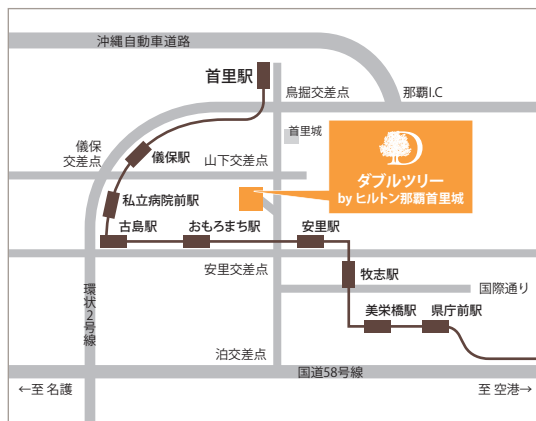 沖縄自動車道路
首里駅
鳥堀交差点
那覇I.C
首里城
儀保
交差点
儀保駅
山下交差点
D
ダブルツリー
by ヒルトン那覇首里城
私立病院前駅
古島駅
おもろまち駅
安里駅
安里交差点
牧志駅
環状2号線
国際通り
美栄橋駅
県庁前駅
泊交差点
国道58号線
←至 名護
至 空港→